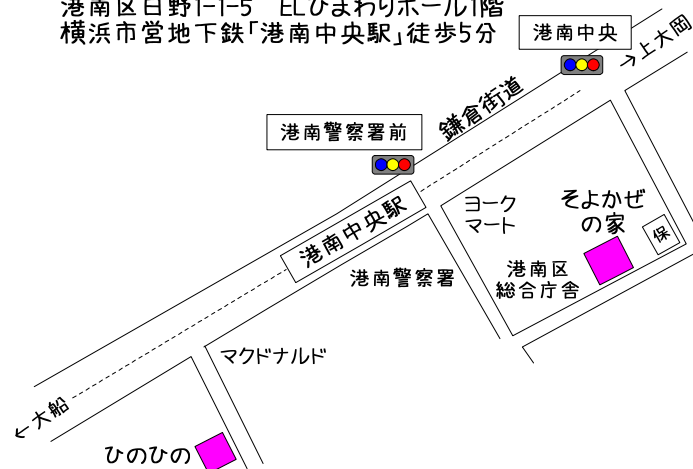 港南区日野1-1-5　ELひまわりホール1階
横浜市営地下鉄「港南中央駅」徒歩5分
港南中央
→上大岡
鎌倉街道
港南警察署前
ヨーク
マート
そよかぜ
の家
保
港南中央駅
港南区
総合庁舎
港南警察署
マクドナルド
←大船
ひのひの